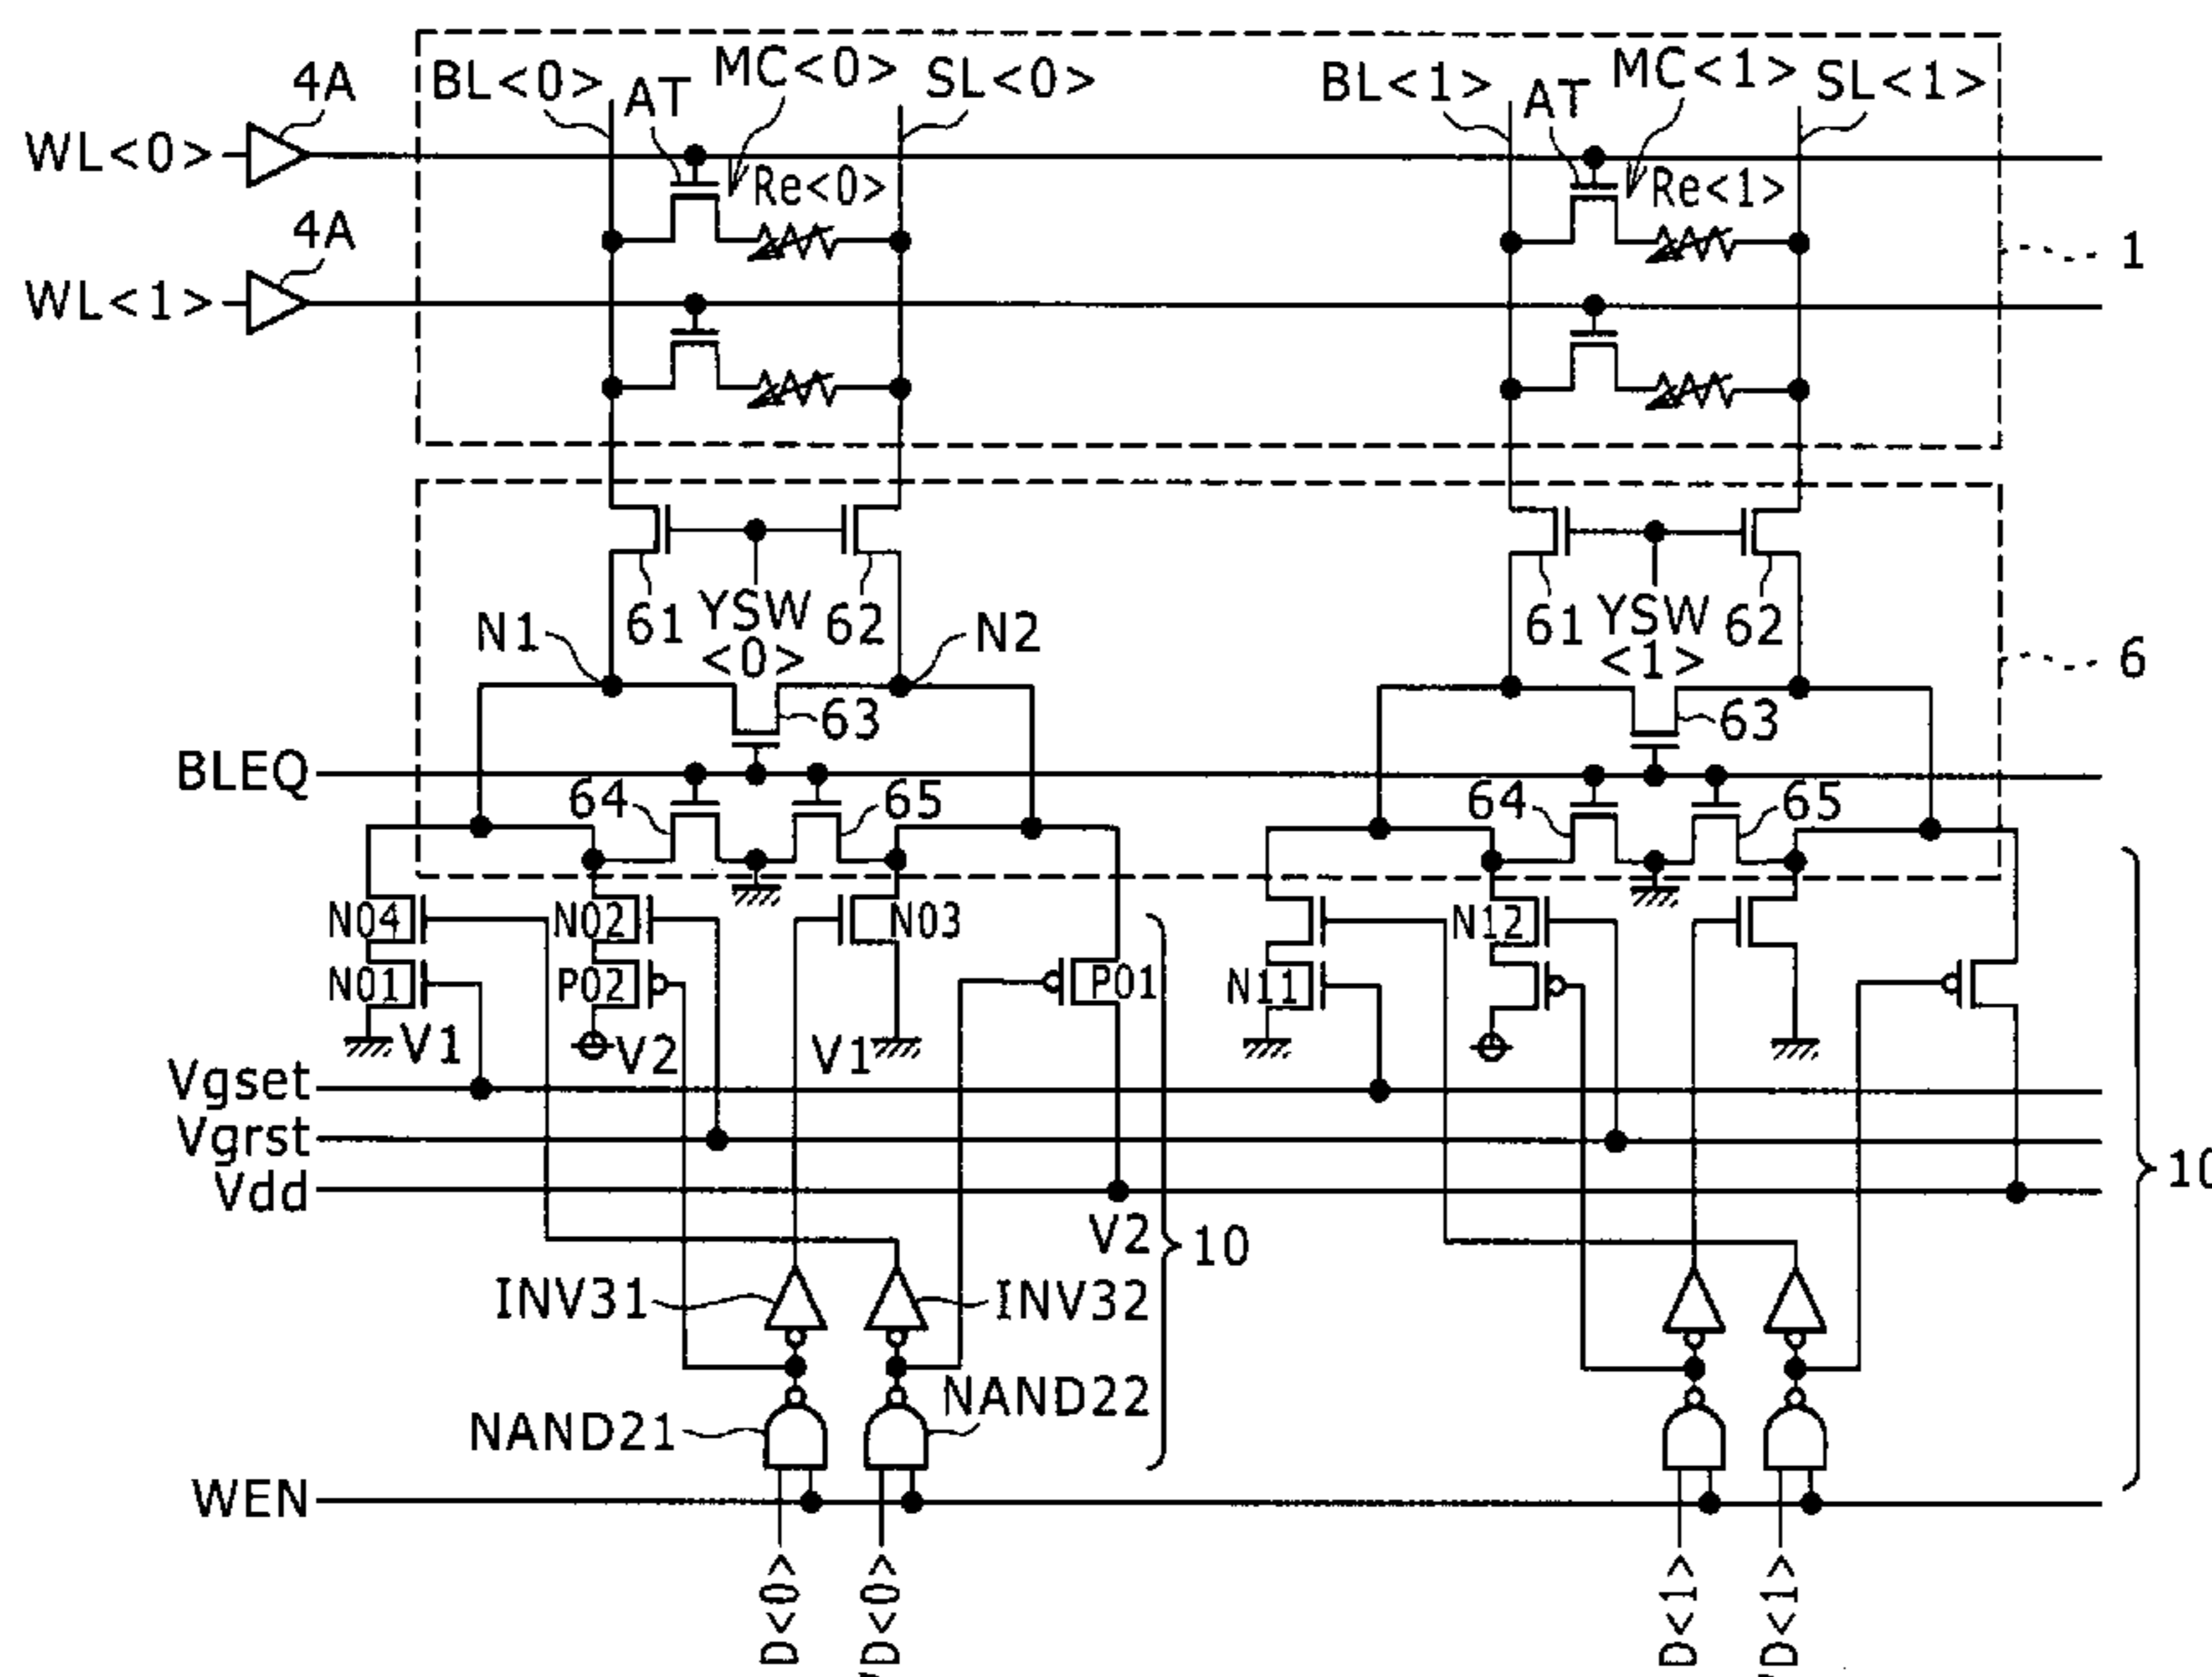 4A
BL<0>
AT
MC<0>
SL<0>
BL<1>
AT
MC<1>
SL<1>
WL<0>
Re<0>
Re<1>
4A
1
WL<1>
61
YSW
<0>
62
61
YSW
<1>
62
N1
N2
6
63
63
BLEQ
64
65
64
65
N04
N02
N03
N12
N01
P02
P01
N11
V1
V2
V1
Vgset
Vgrst
Vdd
V2
10
10
INV31
INV32
NAND21
NAND22
WEN
D<0>
D<0>
D<1>
D<1>